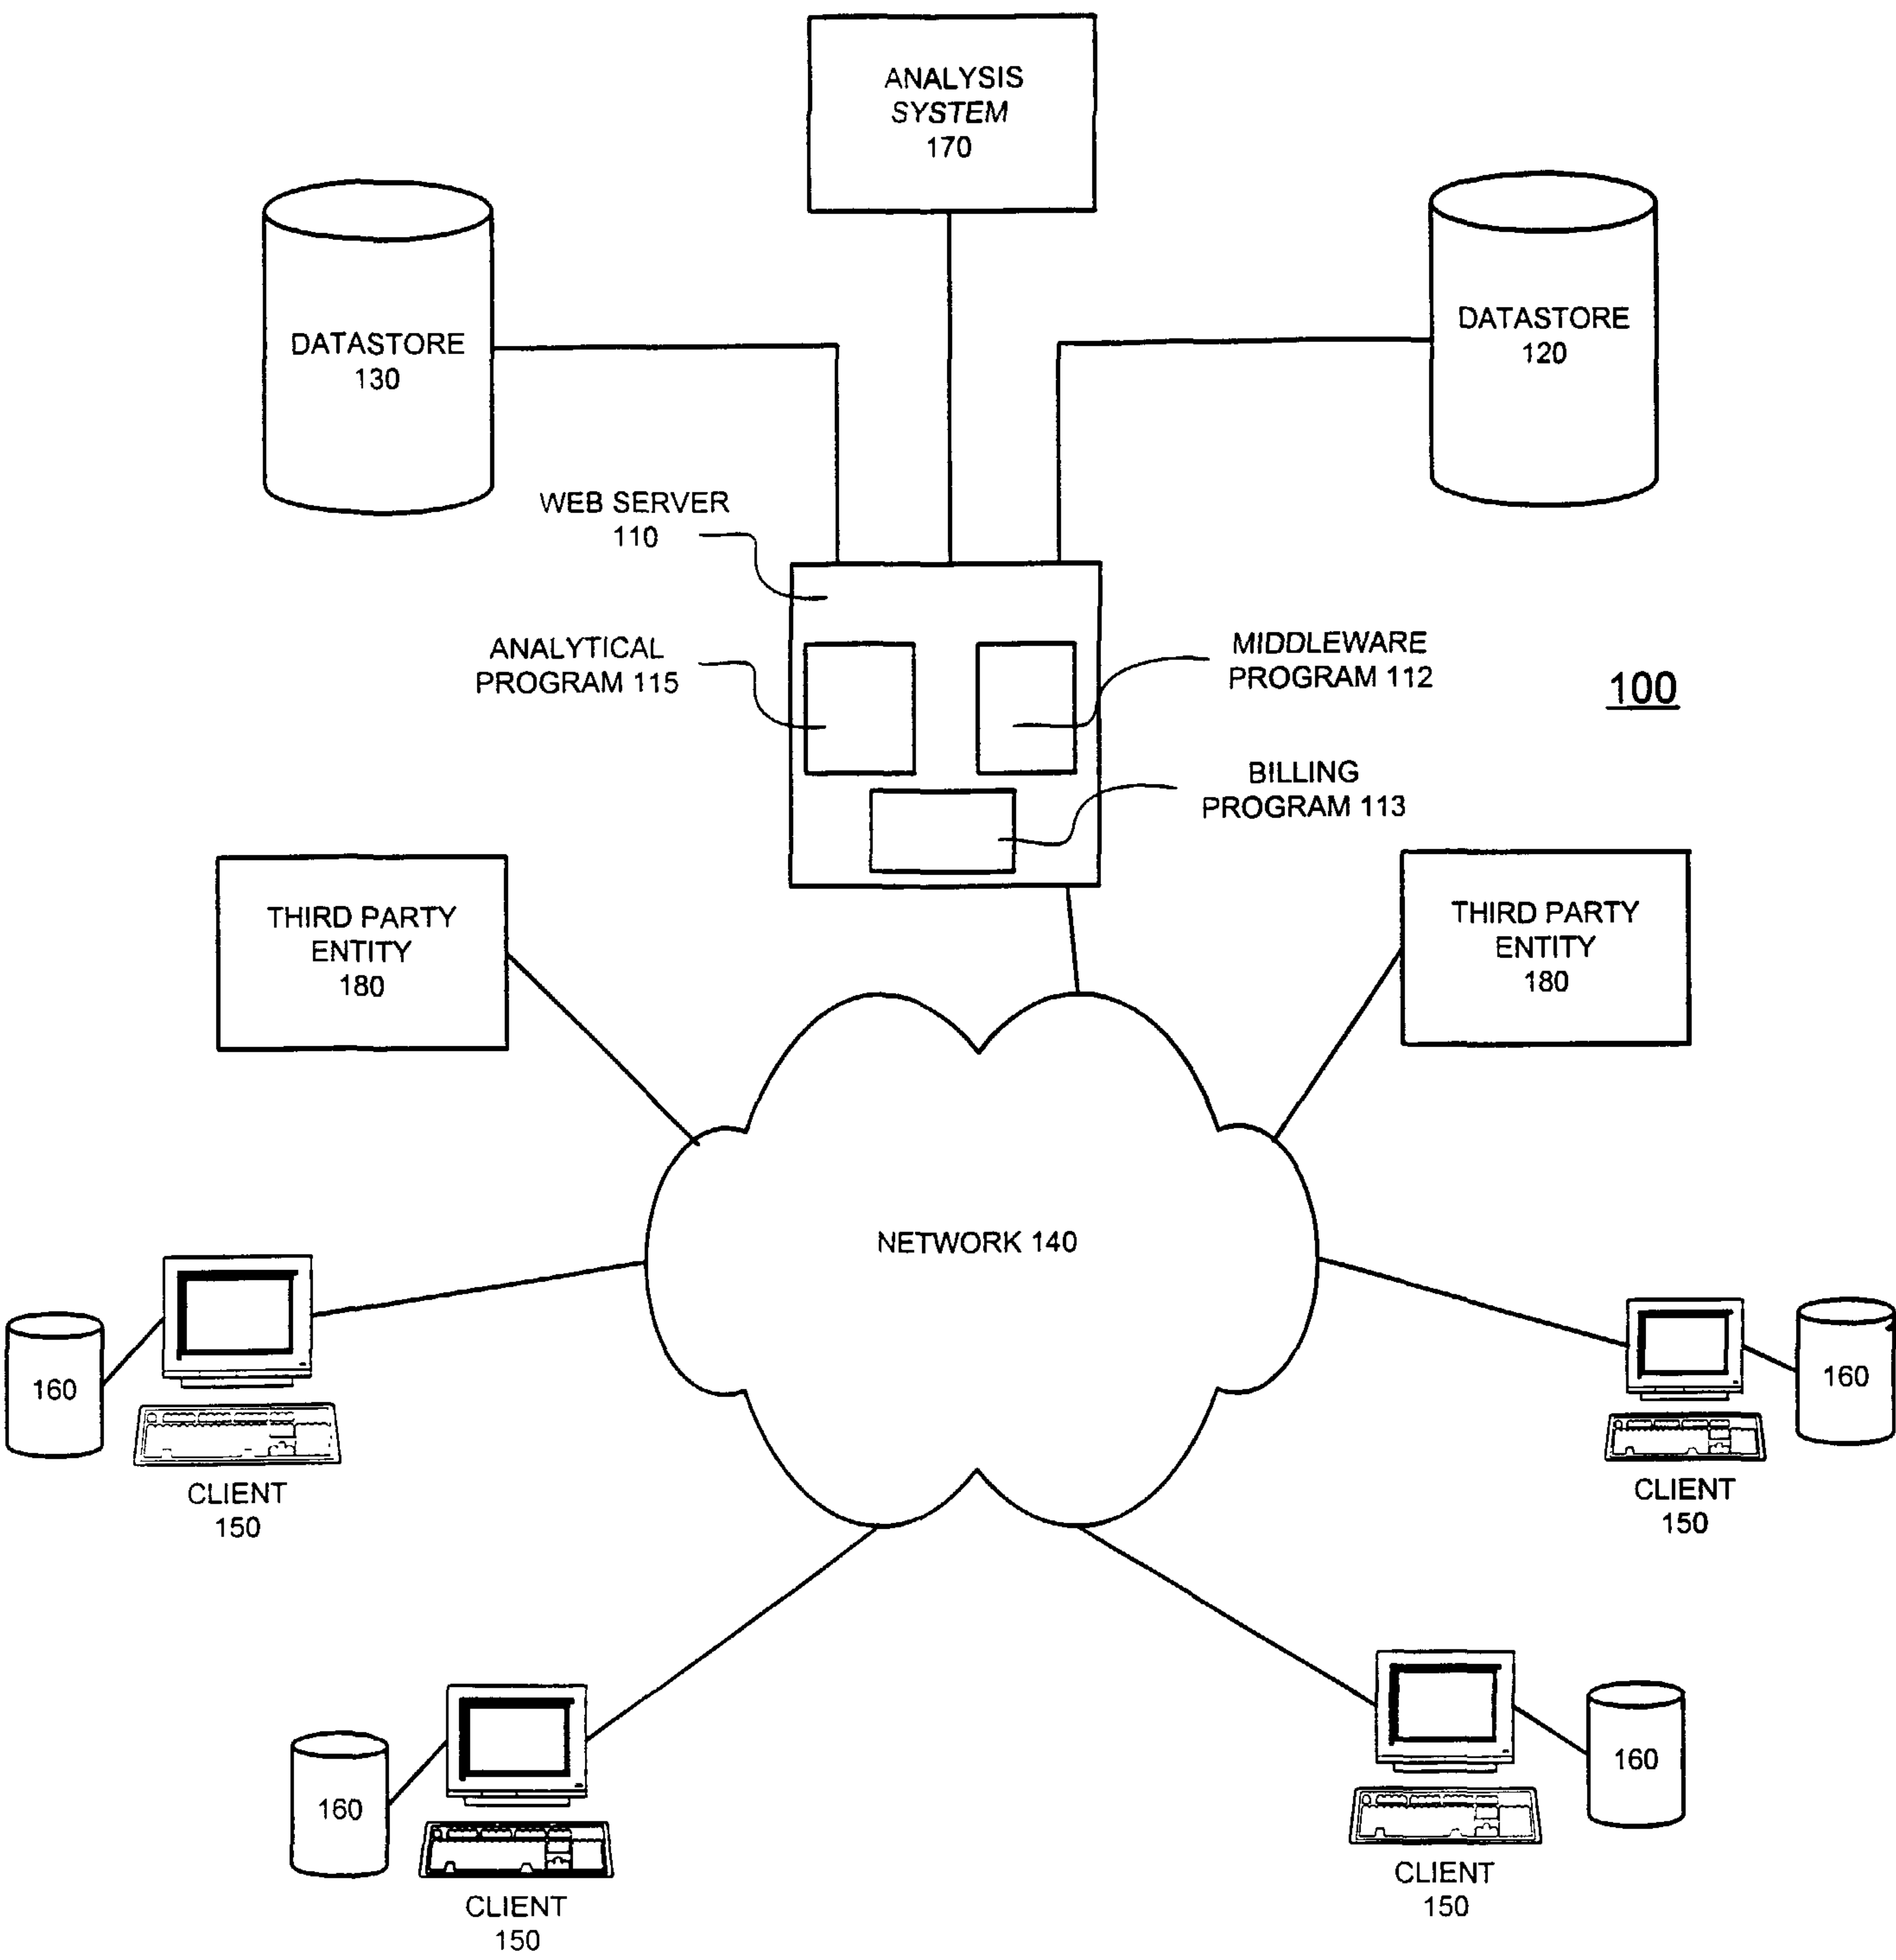 ANALYSIS
SYSTEM
170
DATASTORE
130
DATASTORE
120
WEB SERVER
110
ANALYTICAL
PROGRAM 115
MIDDLEWARE
PROGRAM 112
100
BILLING
PROGRAM 113
THIRD PARTY
ENTITY
180
THIRD PARTY
ENTITY
180
NETWORK 140
160
CLIENT
150
160
CLIENT
150
160
CLIENT
150
160
CLIENT
150